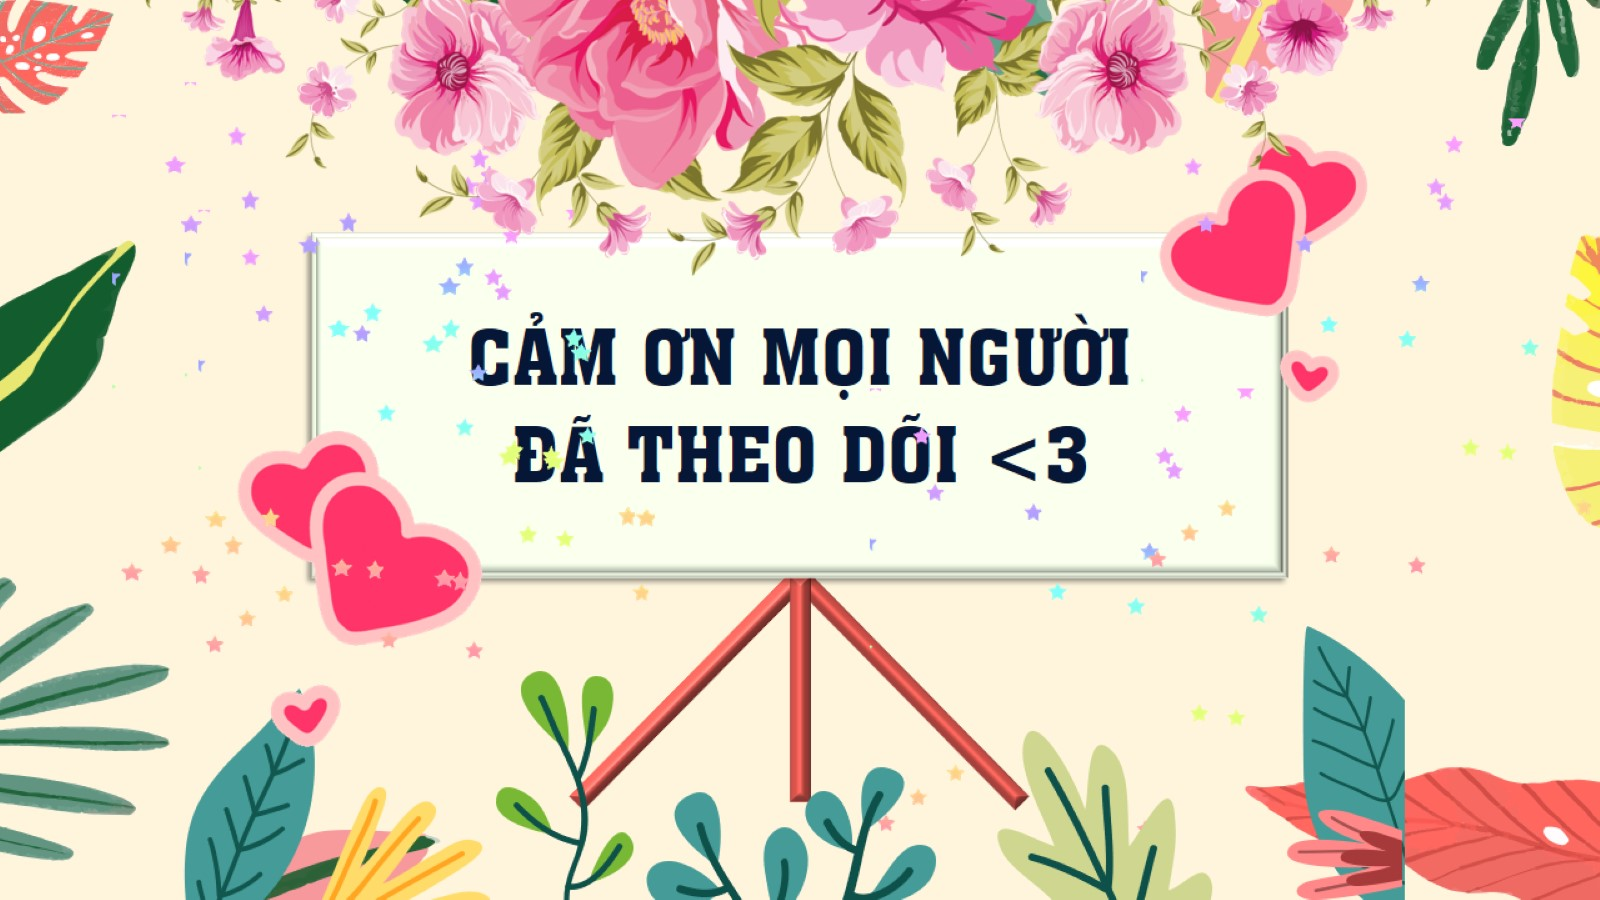 CẢM ƠN MỌI NGƯỜI
ĐÃ THEO DÕI <3